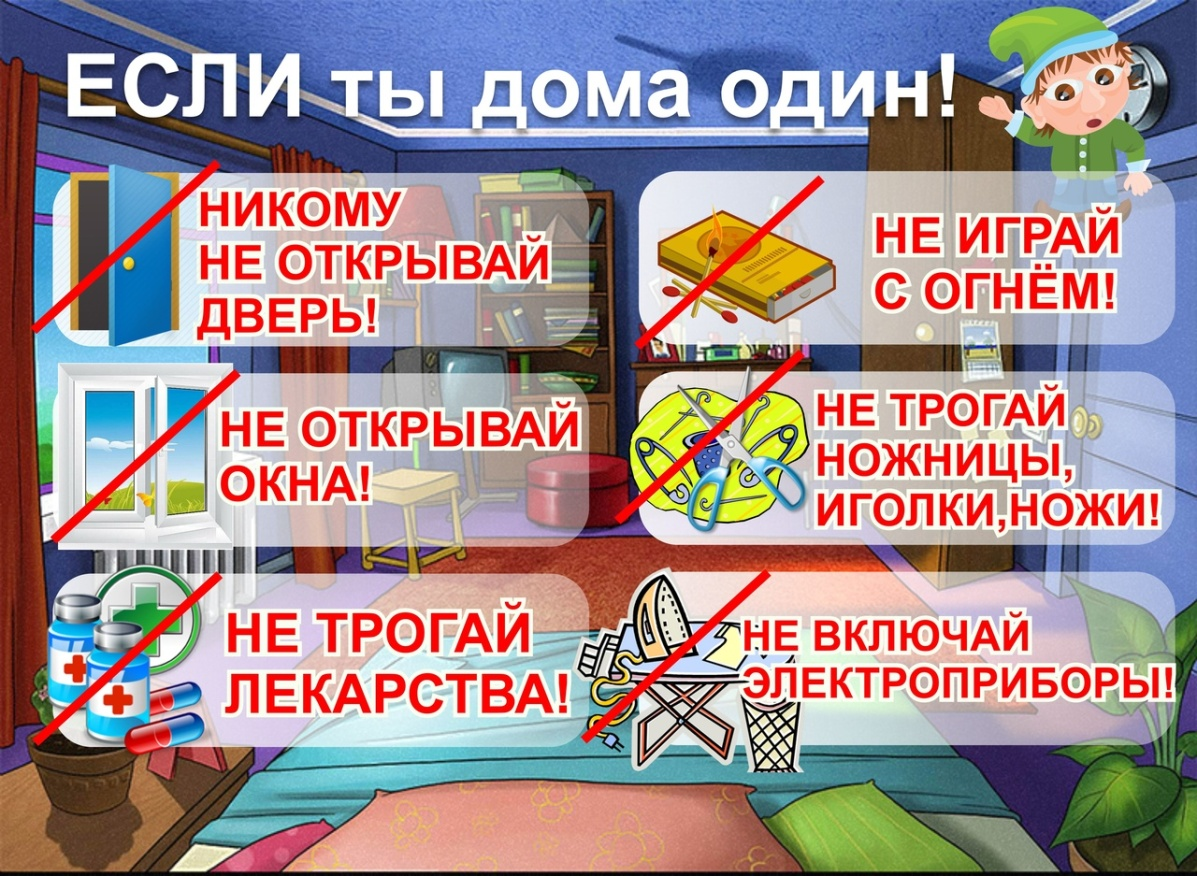 ЕСЛИ ты дома один!
НИКОМУ
НЕ ОТКРЫВАЙ
ДВЕРЬ!
НЕ ИГРАЙ
С ОГНЁМ!
НЕ ОТКРЫВАЙ
ОКНА!
НЕ ТРОГАЙ
НОЖНИЦЫ,
ИГОЛКИ,НОЖИ!
НЕ ТРОГАЙ
ЛЕКАРСТВА!
НЕ ВКЛЮЧАЙ
ЭЛЕКТРОПРИБОРЫ!